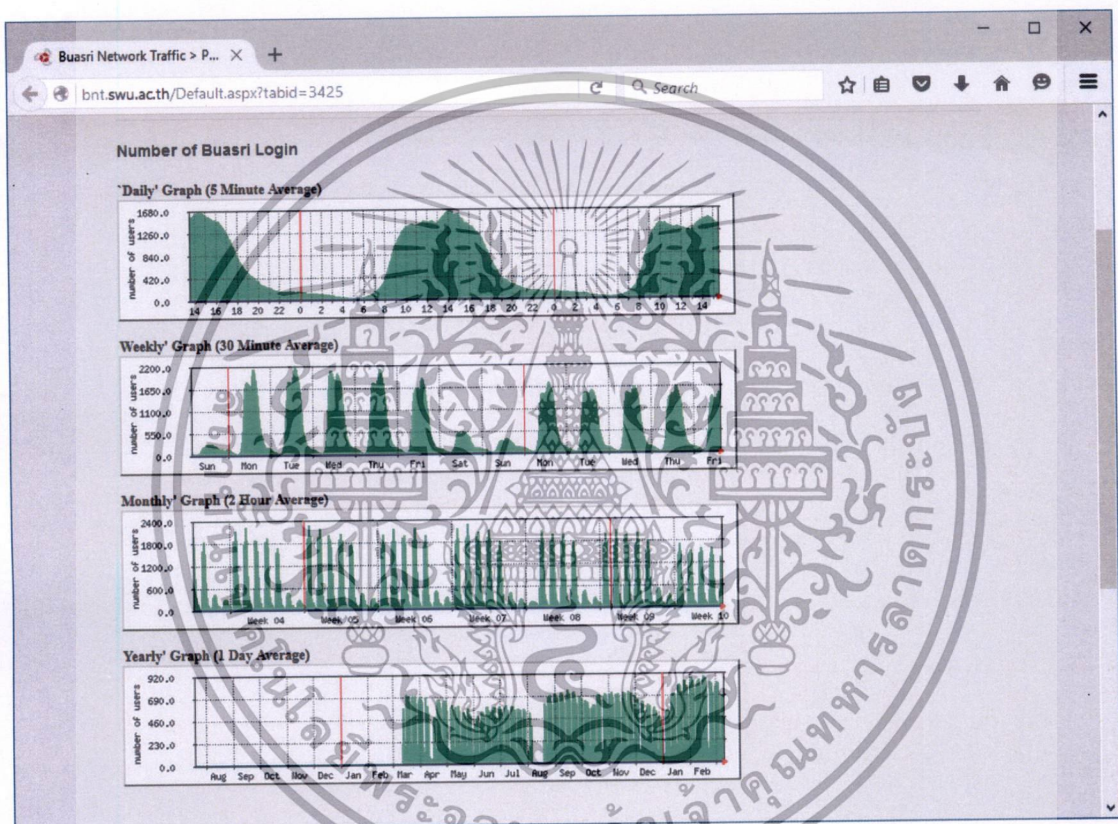 Buasri Network Traffic > P...
bnt.swu.ac.th/Default.aspx?tabid=3425
Search
Number of Buasri Login
`Daily' Graph (5 Minute Average)
number of users
1680.0
1260.0
840.0
420.0
0.0
14 16 18 20 22 0 2 4 6 8 10 12 14 16 18 20 22 0 2 4 6 8 10 12 14
Weekly' Graph (30 Minute Average)
number of users
2200.0
1650.0
1100.0
550.0
0.0
Sun Mon Tue Wed Thu Fri Sat Sun Mon Tue Wed Thu Fri
Monthly' Graph (2 Hour Average)
number of users
2400.0
1800.0
1200.0
600.0
0.0
Week 04 Week 05 Week 06 Week 07 Week 08 Week 09 Week 10
Yearly' Graph (1 Day Average)
number of users
920.0
690.0
460.0
230.0
0.0
Aug Sep Oct Nov Dec Jan Feb Mar Apr May Jun Jul Aug Sep Oct Nov Dec Jan Feb